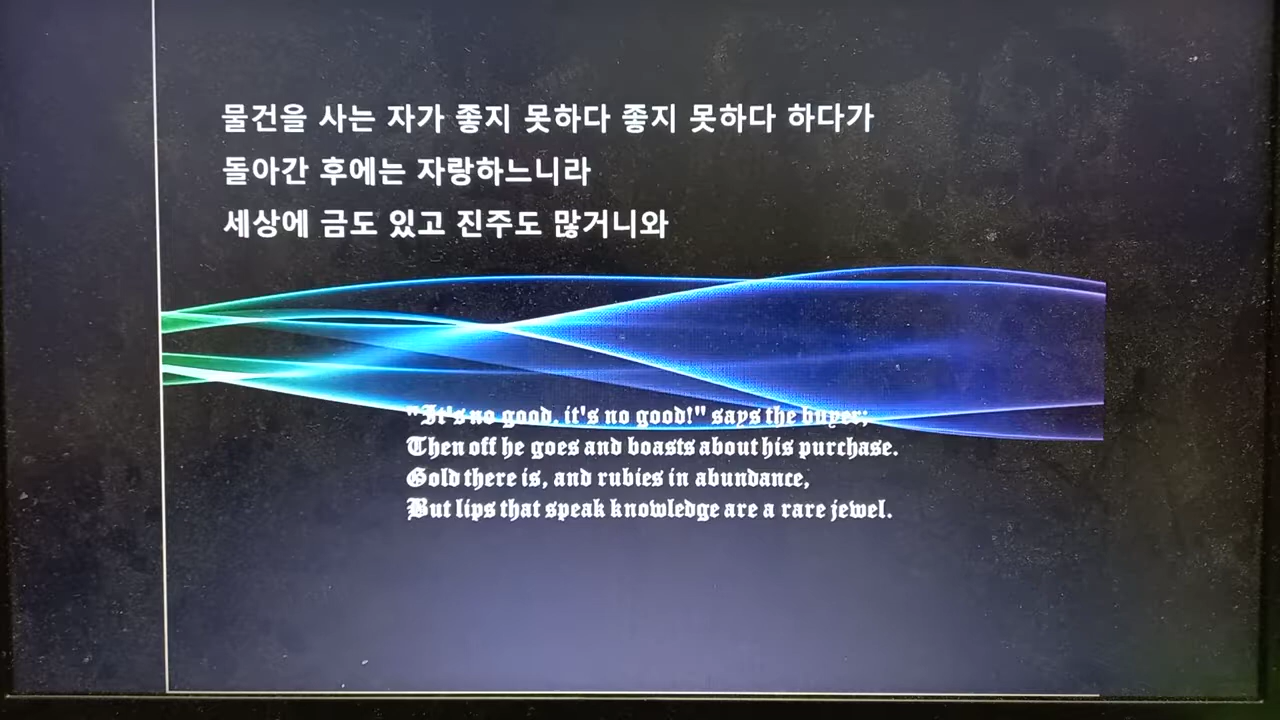 물건을 사는 자가 좋지 못하다 좋지 못하다 하다가
돌아간 후에는 자랑하느니라
세상에 금도 있고 진주도 많거니와
"It's no good, it's no good!" says the buyer;
Then off he goes and boasts about his purchase.
Gold there is, and rubies in abundance,
But lips that speak knowledge are a rare jewel.